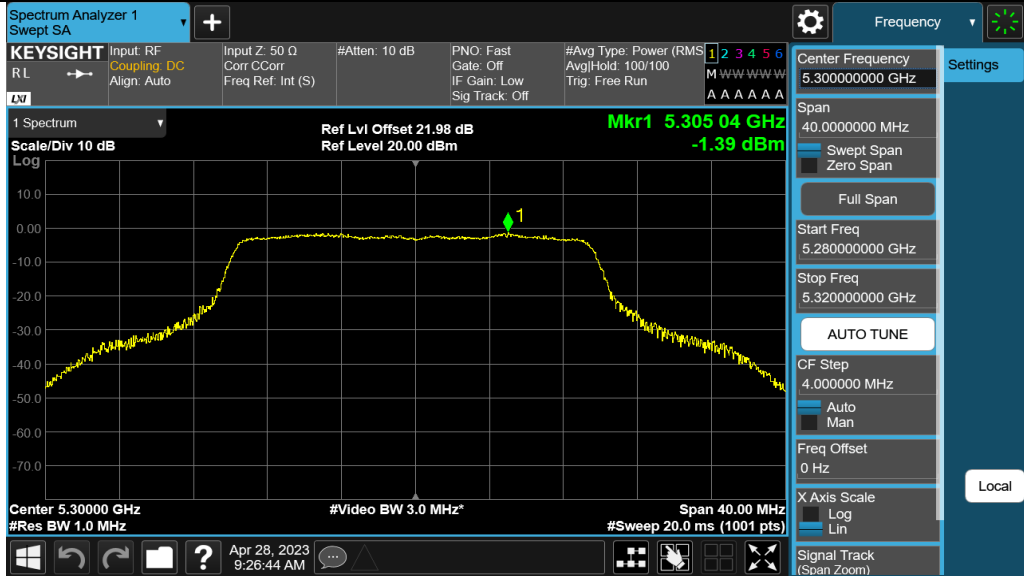 Spectrum Analyzer 1
Swept SA
+
Frequency
KEYSIGHT
Input: RF
Input Z: 50 Ω
#Atten: 10 dB
PNO: Fast
#Avg Type: Power (RMS
1 2 3 4 5 6
R L
Coupling: DC
Corr CCorr
Gate: Off
Avg|Hold: 100/100
M W W W W W
Align: Auto
Freq Ref: Int (S)
IF Gain: Low
Trig: Free Run
Sig Track: Off
A A A A A A
LXI
1 Spectrum
Scale/Div 10 dB
Ref Lvl Offset 21.98 dB
Ref Level 20.00 dBm
Mkr1 5.305 04 GHz
-1.39 dBm
Log
10.0
0.00
-10.0
-20.0
-30.0
-40.0
-50.0
-60.0
-70.0
1
Center 5.30000 GHz
#Video BW 3.0 MHz*
Span 40.00 MHz
#Res BW 1.0 MHz
#Sweep 20.0 ms (1001 pts)
Center Frequency
5.300000000 GHz
Settings
Span
40.0000000 MHz
Swept Span
Zero Span
Full Span
Start Freq
5.280000000 GHz
Stop Freq
5.320000000 GHz
AUTO TUNE
CF Step
4.000000 MHz
Auto
Man
Freq Offset
0 Hz
X Axis Scale
Log
Lin
Signal Track
(Span Zoom)
Local
?
Apr 28, 2023
9:26:44 AM